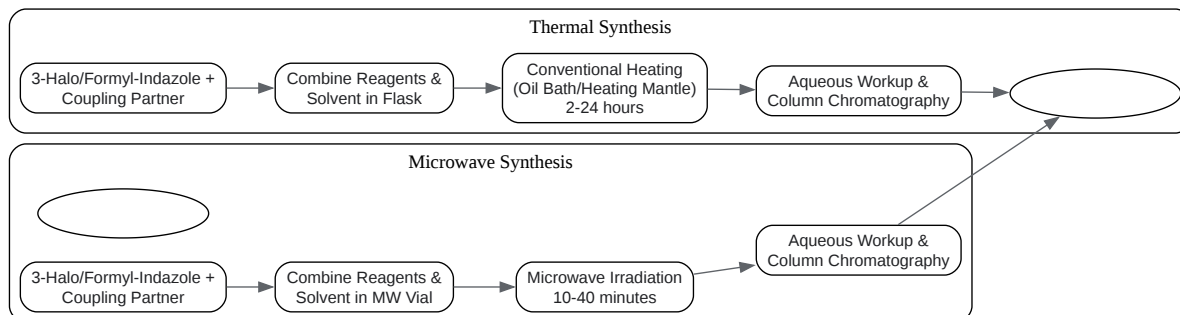 Thermal Synthesis
3-Halo/Formyl-Indazole +
Coupling Partner
Combine Reagents &
Solvent in Flask
Conventional Heating
(Oil Bath/Heating Mantle)
2-24 hours
Aqueous Workup &
Column Chromatography
Microwave Synthesis
3-Halo/Formyl-Indazole +
Coupling Partner
Combine Reagents &
Solvent in MW Vial
Microwave Irradiation
10-40 minutes
Aqueous Workup &
Column Chromatography